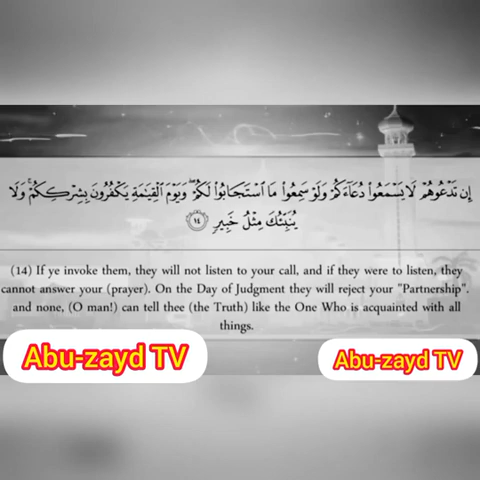 إِن تَدْعُوهُمْ لَا يَسْمَعُوا۟ دُعَآءَكُمْ وَلَوْ سَمِعُوا۟ مَا ٱسْتَجَابُوا۟ لَكُمْ ۖ وَيَوْمَ ٱلْقِيَـٰمَةِ يَكْفُرُونَ بِشِرْكِكُمْ ۚ وَلَا
يُنَبِّئُكَ مِثْلُ خَبِيرٍ ١٤
(14) If ye invoke them, they will not listen to your call, and if they were to listen, they
cannot answer your (prayer). On the Day of Judgment they will reject your "Partnership".
and none, (O man!) can tell thee (the Truth) like the One Who is acquainted with all
things.
Abu-zayd TV
Abu-zayd TV